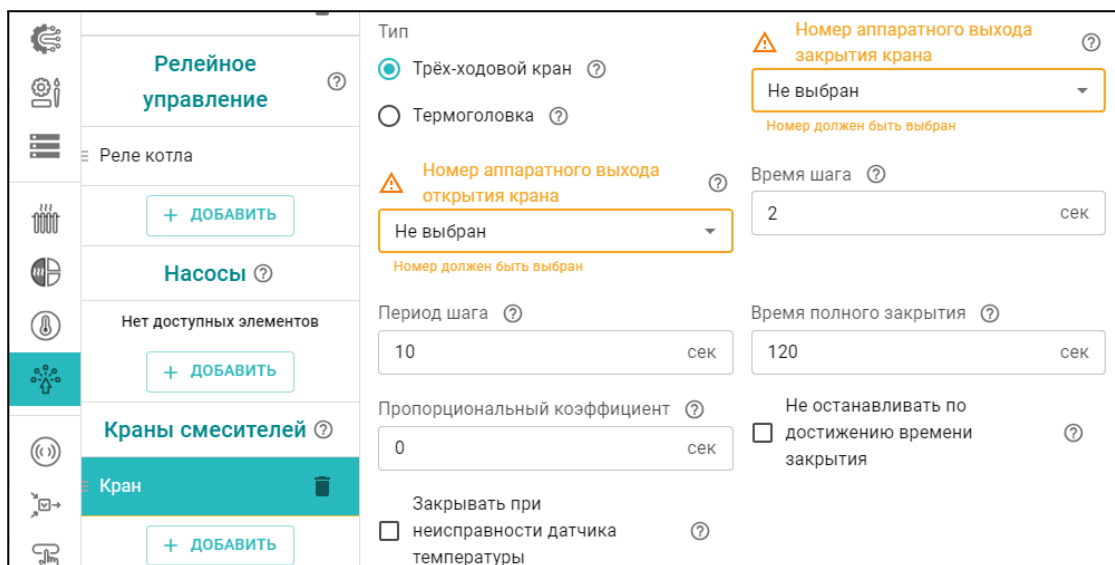 Релейное
управление
Реле котла
+ ДОБАВИТЬ
Насосы
Нет доступных элементов
+ ДОБАВИТЬ
Краны смесителей
Кран
+ ДОБАВИТЬ
Тип
Трёх-ходовой кран
Термоголовка
Номер аппаратного выхода
закрытия крана
Не выбран
Номер должен быть выбран
Номер аппаратного выхода
открытия крана
Не выбран
Номер должен быть выбран
Время шага
2 сек
Период шага
10 сек
Время полного закрытия
120 сек
Пропорциональный коэффициент
0 сек
Не останавливать по
достижению времени
закрытия
Закрывать при
неисправности датчика
температуры